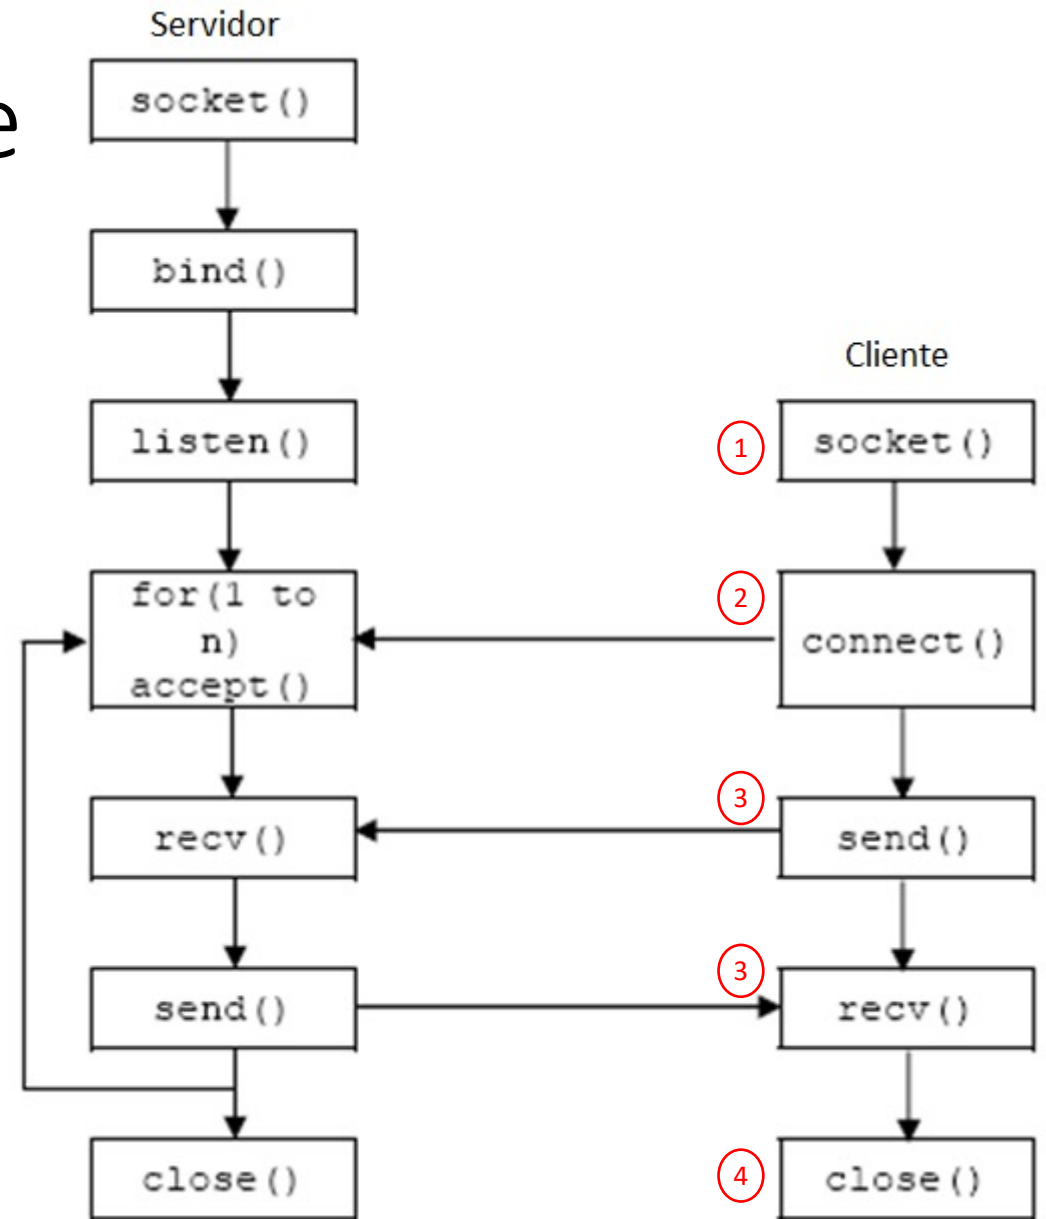 e
Servidor
socket()
bind()
listen()
for(1 to
n)
accept()
recv()
send()
close()
Cliente
1
socket()
2
connect()
3
send()
3
recv()
4
close()